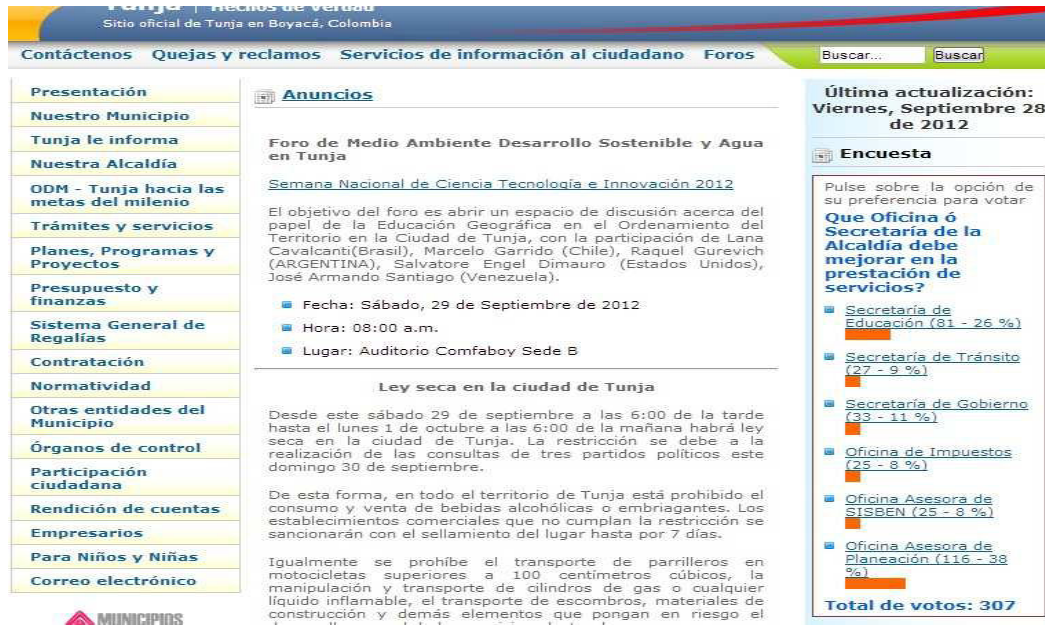 Tunja | Hechos de verdad
Sitio oficial de Tunja en Boyacá, Colombia
Contáctenos Quejas y reclamos Servicios de información al ciudadano Foros
Buscar... Buscar
Presentación
Nuestro Municipio
Tunja le informa
Nuestra Alcaldía
ODM - Tunja hacia las
metas del milenio
Trámites y servicios
Planes, Programas y
Proyectos
Presupuesto y
finanzas
Sistema General de
Regalías
Contratación
Normatividad
Otras entidades del
Municipio
Órganos de control
Participación
ciudadana
Rendición de cuentas
Empresarios
Para Niños y Niñas
Correo electrónico
MUNICIPIOS
Anuncios
Foro de Medio Ambiente Desarrollo Sostenible y Agua
en Tunja
Semana Nacional de Ciencia Tecnología e Innovación 2012
El objetivo del foro es abrir un espacio de discusión acerca del
papel de la Educación Geográfica en el Ordenamiento del
Territorio en la Ciudad de Tunja, con la participación de Lana
Cavalcanti(Brasil), Marcelo Garrido (Chile), Raquel Gurevich
(ARGENTINA), Salvatore Engel Dimauro (Estados Unidos),
José Armando Santiago (Venezuela).
Fecha: Sábado, 29 de Septiembre de 2012
Hora: 08:00 a.m.
Lugar: Auditorio Comfaboy Sede B
Ley seca en la ciudad de Tunja
Desde este sábado 29 de septiembre a las 6:00 de la tarde
hasta el lunes 1 de octubre a las 6:00 de la mañana habrá ley
seca en la ciudad de Tunja. La restricción se debe a la
realización de las consultas de tres partidos políticos este
domingo 30 de septiembre.
De esta forma, en todo el territorio de Tunja está prohibido el
consumo y venta de bebidas alcohólicas o embriagantes. Los
establecimientos comerciales que no cumplan la restricción se
sancionarán con el sellamiento del lugar hasta por 7 días.
Igualmente se prohíbe el transporte de parrilleros en
motocicletas superiores a 100 centímetros cúbicos, la
manipulación y transporte de cilindros de gas o cualquier
líquido inflamable, el transporte de escombros, materiales de
construcción y demás elementos que pongan en riesgo el
Última actualización:
Viernes, Septiembre 28
de 2012
Encuesta
Pulse sobre la opción de
su preferencia para votar
Que Oficina ó
Secretaría de la
Alcaldía debe
mejorar en la
prestación de
servicios?
Secretaría de
Educación (81 - 26 %)
Secretaría de Tránsito
(27 - 9 %)
Secretaría de Gobierno
(33 - 11 %)
Oficina de Impuestos
(25 - 8 %)
Oficina Asesora de
SISBEN (25 - 8 %)
Oficina Asesora de
Planeación (116 - 38
%)
Total de votos: 307